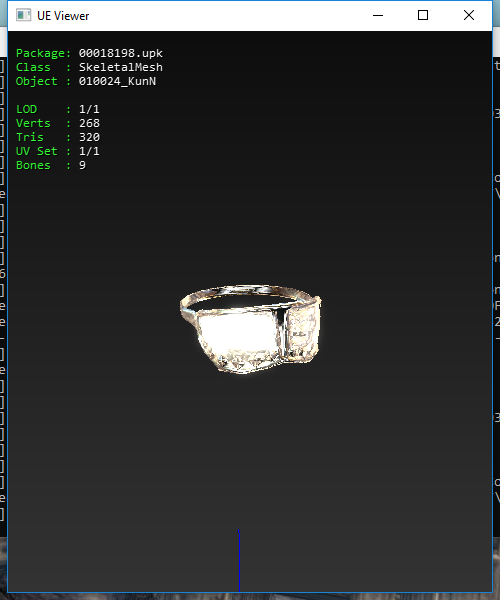 UE Viewer
Package: 00018198.upk
Class : SkeletalMesh
Object : 010024_KunN
LOD : 1/1
Verts : 268
Tris : 320
UV Set : 1/1
Bones : 9